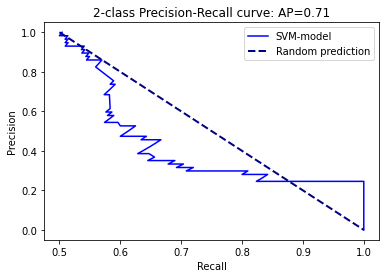 2-class Precision-Recall curve: AP=0.71
SVM-model
Random prediction
1.0
0.8
0.6
0.4
0.2
0.0
Precision
0.5
0.6
0.7
0.8
0.9
1.0
Recall